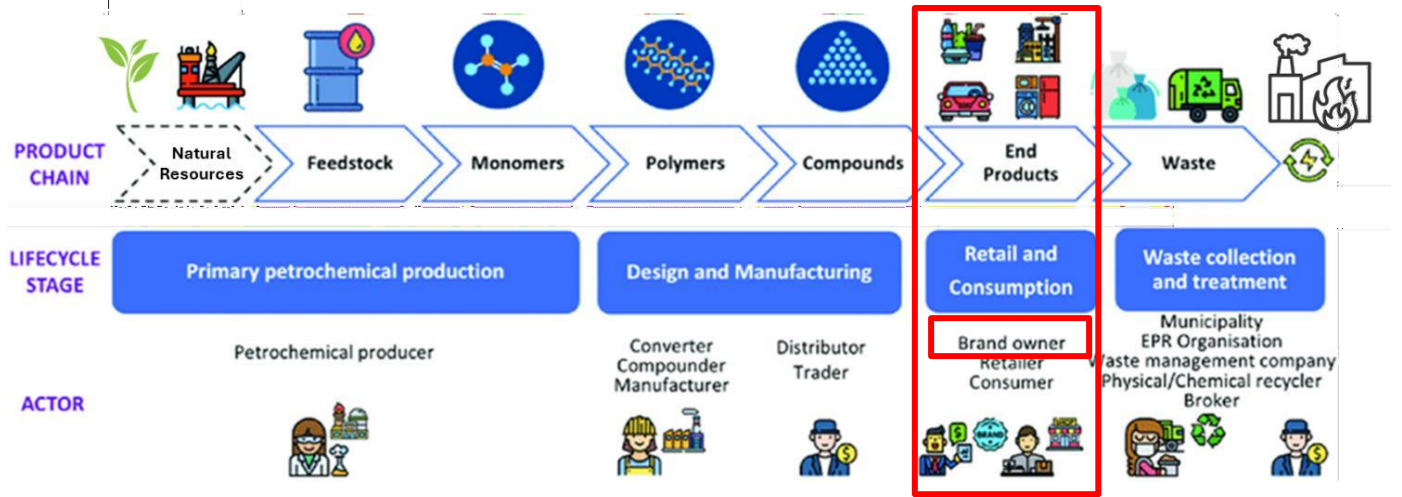 PRODUCT
CHAIN
Natural
Resources
Feedstock
Monomers
Polymers
Compounds
End
Products
Waste
LIFECYCLE
STAGE
Primary petrochemical production
Design and Manufacturing
Retail and
Consumption
Waste collection
and treatment
ACTOR
Petrochemical producer
Converter
Compounder
Manufacturer
Distributor
Trader
Brand owner
Retailer
Consumer
Municipality
EPR Organisation
Waste management company
Physical/Chemical recycler
Broker
BRAND